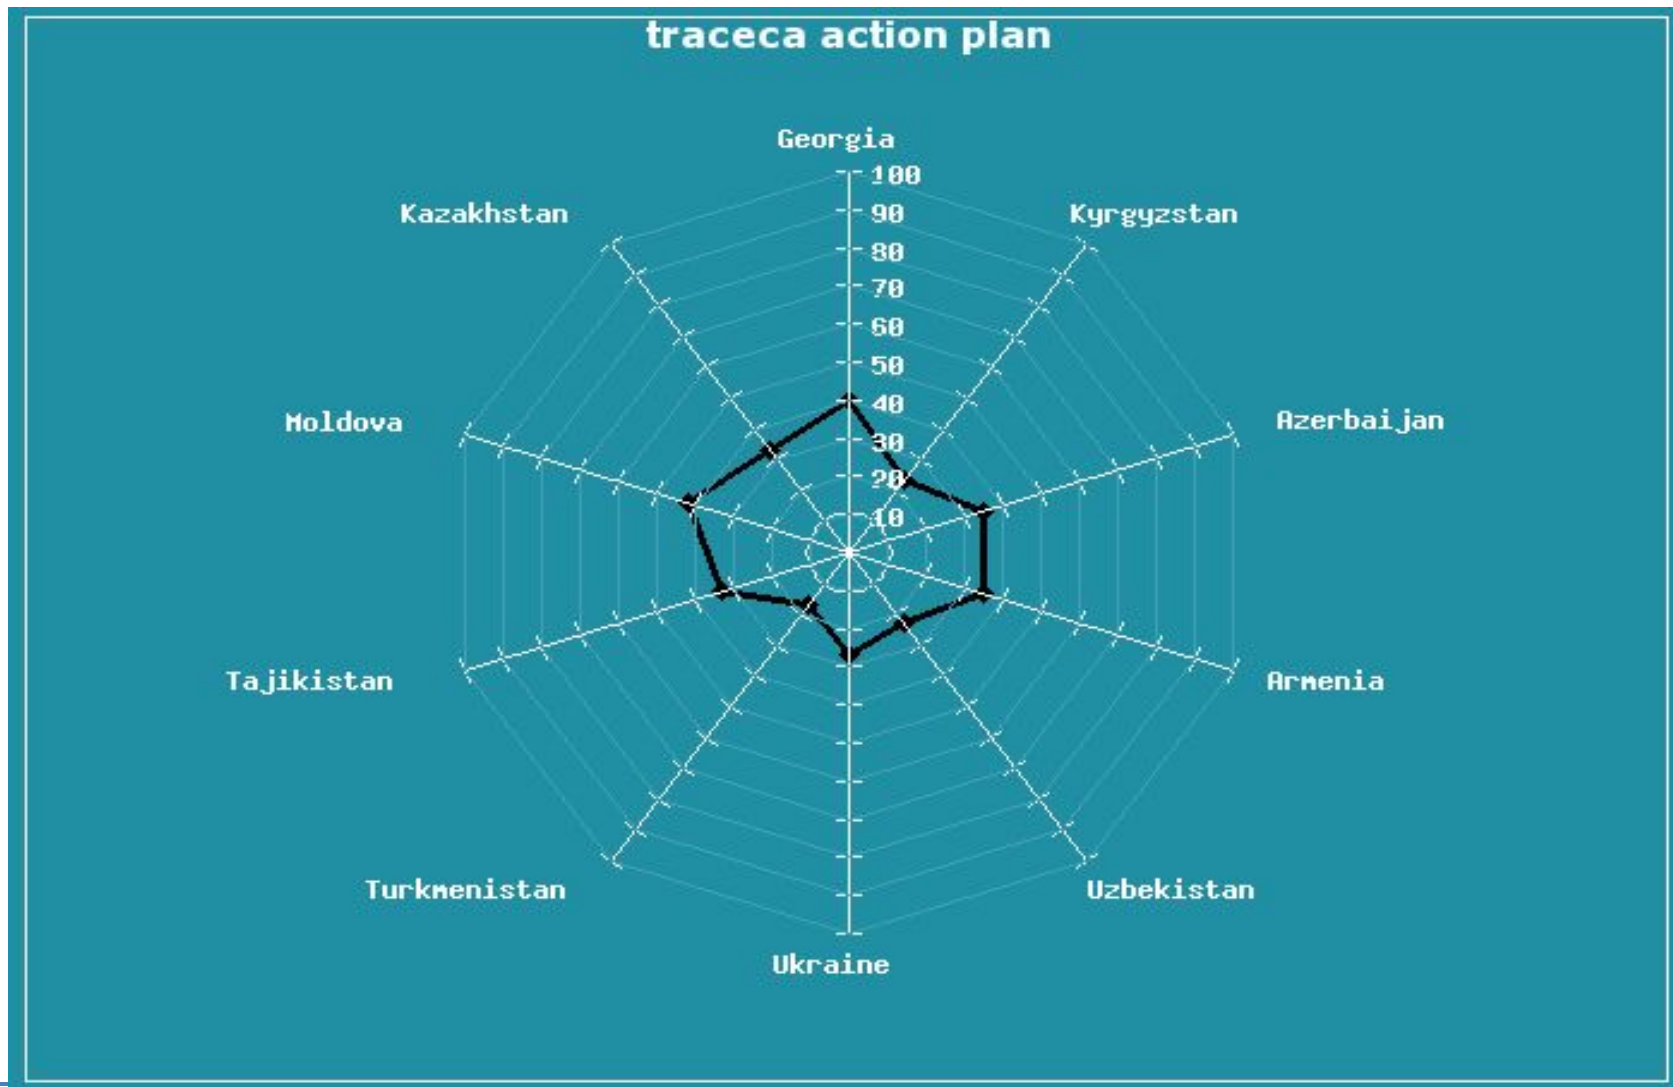 traceca action plan
Georgia
100
Kazakhstan
90
Kyrgyzstan
80
70
60
50
Moldova
40
Azerbaijan
30
20
10
Tajikistan
Armenia
Turkmenistan
Uzbekistan
Ukraine